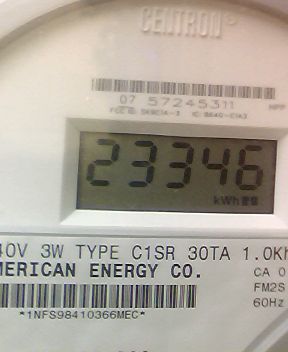 CENTRON®
07 57245311
23346
kWh
40V 3W TYPE C1SR 30TA 1.0Kh
MERICAN ENERGY CO.
CA 0
FM2S
60Hz
*1NFS98410366MEC*